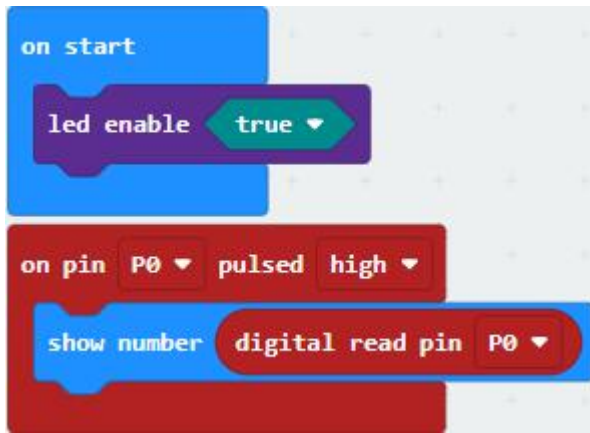 on start
led enable true
on pin P0 pulsed high
show number digital read pin P0